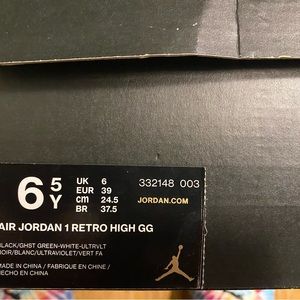 6 5Y
UK 6
EUR 39
cm 24.5
BR 37.5
332148 003
JORDAN.COM
AIR JORDAN 1 RETRO HIGH GG
BLACK/GHST GREEN-WHITE-ULTRVLT
NOIR/BLANC/ULTRAVIOLET/VERT FA
MADE IN CHINA / FABRIQUE EN CHINE /
HECHO EN CHINA